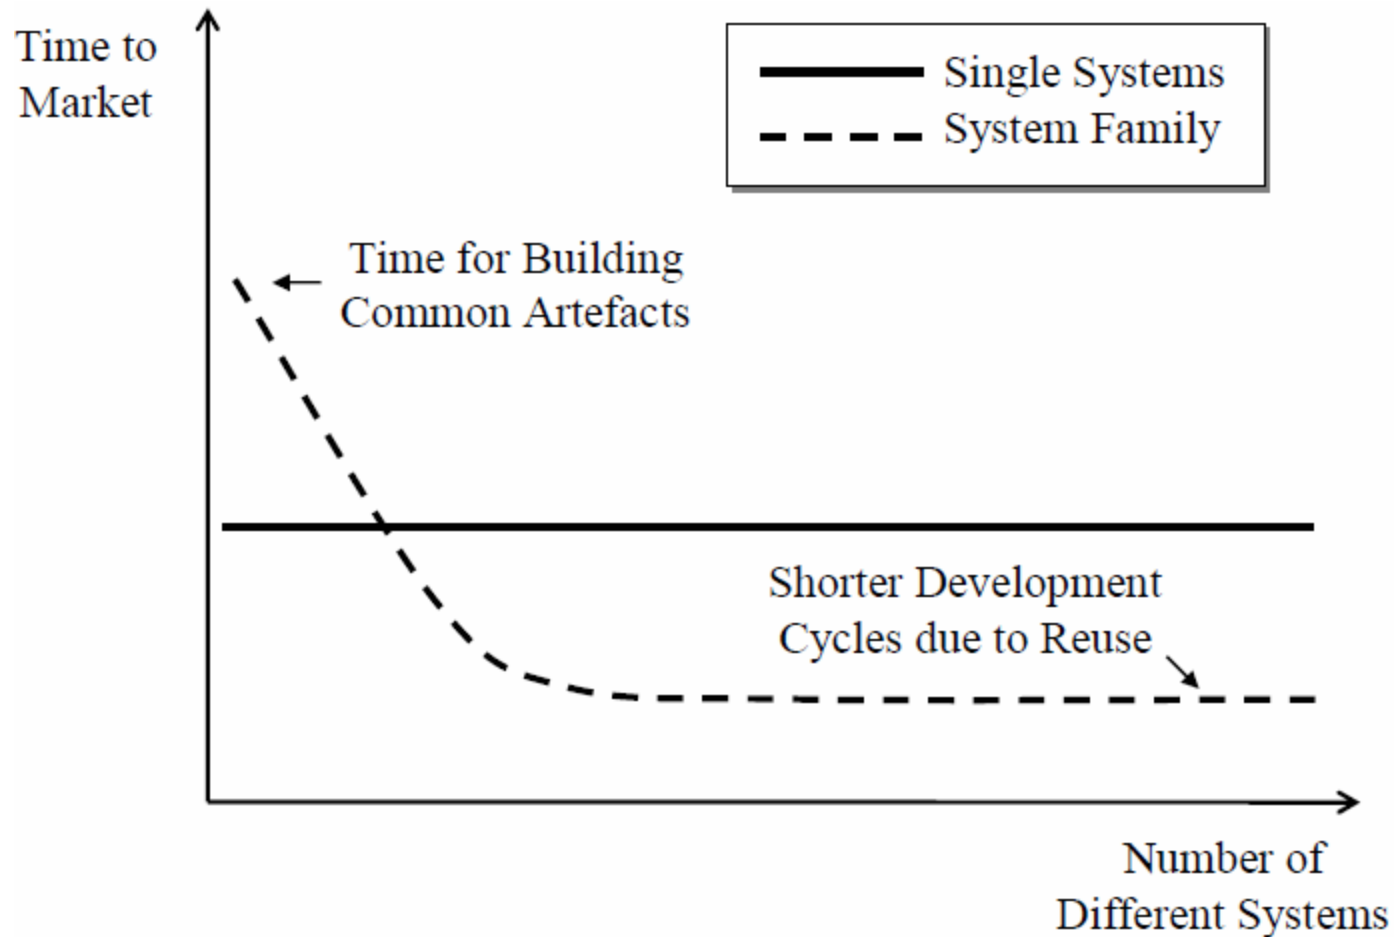 Time to
Market
Single Systems
System Family
Time for Building
Common Artefacts
Shorter Development
Cycles due to Reuse
Number of
Different Systems